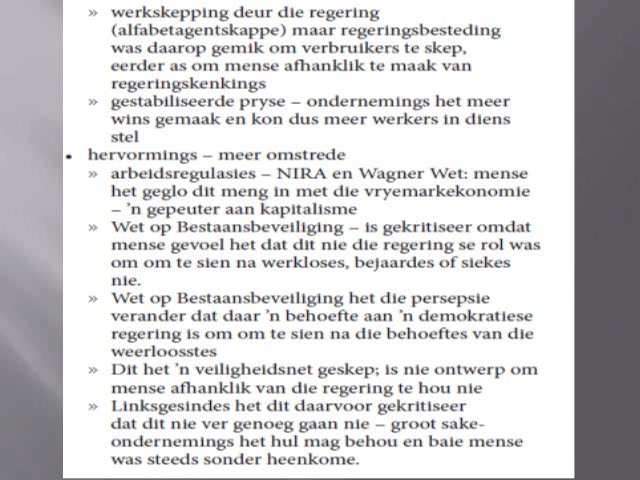 » werkskepping deur die regering
(alfabetagentskappe) maar regeringsbesteding
was daarop gemik om verbruikers te skep,
eerder as om mense afhanklik te maak van
regeringskenkings
» gestabiliseerde pryse – ondernemings het meer
wins gemaak en kon dus meer werkers in diens
stel
• hervormings – meer omstrede
» arbeidsregulasies – NIRA en Wagner Wet: mense
het geglo dit meng in met die vryemarkekonomie
– ’n gepeuter aan kapitalisme
» Wet op Bestaansbeveiliging – is gekritiseer omdat
mense gevoel het dat dit nie die regering se rol was
om om te sien na werkloses, bejaardes of siekes
nie.
» Wet op Bestaansbeveiliging het die persepsie
verander dat daar ’n behoefte aan ’n demokratiese
regering is om om te sien na die behoeftes van die
weerloosstes
» Dit het ’n veiligheidsnet geskep; is nie ontwerp om
mense afhanklik van die regering te hou nie
» Linksgesindes het dit daarvoor gekritiseer
dat dit nie ver genoeg gaan nie – groot sake-
ondernemings het hul mag behou en baie mense
was steeds sonder heenkome.